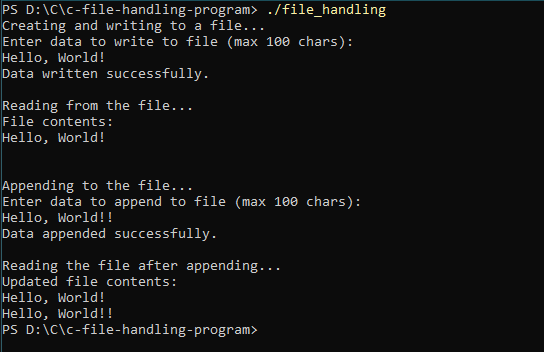 PS D:\C\c-file-handling-program> ./file_handling
Creating and writing to a file...
Enter data to write to file (max 100 chars):
Hello, World!
Data written successfully.
Reading from the file...
File contents:
Hello, World!
Appending to the file...
Enter data to append to file (max 100 chars):
Hello, World!!
Data appended successfully.
Reading the file after appending...
Updated file contents:
Hello, World!
Hello, World!!
PS D:\C\c-file-handling-program>